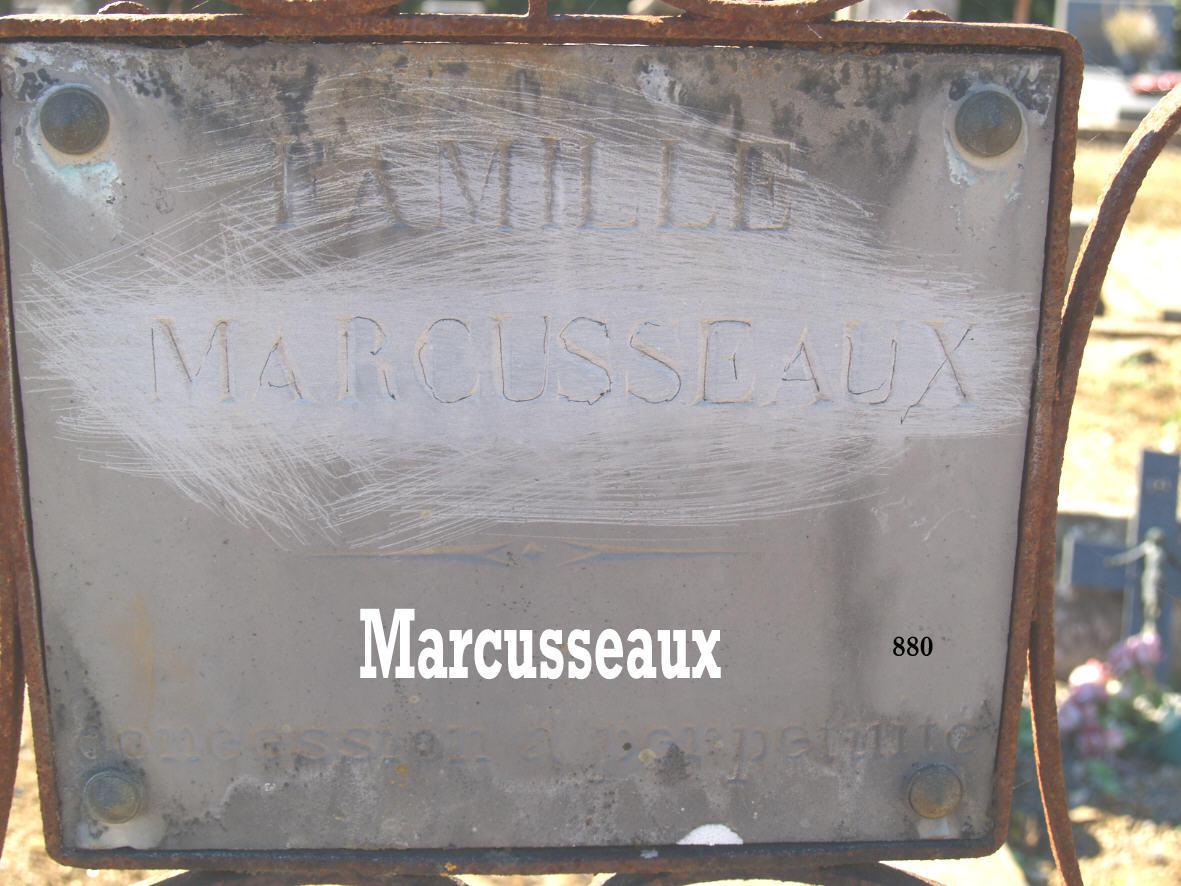 FAMILLE
MARCUSSEAUX
Marcusseaux
880
concession à perpétuité